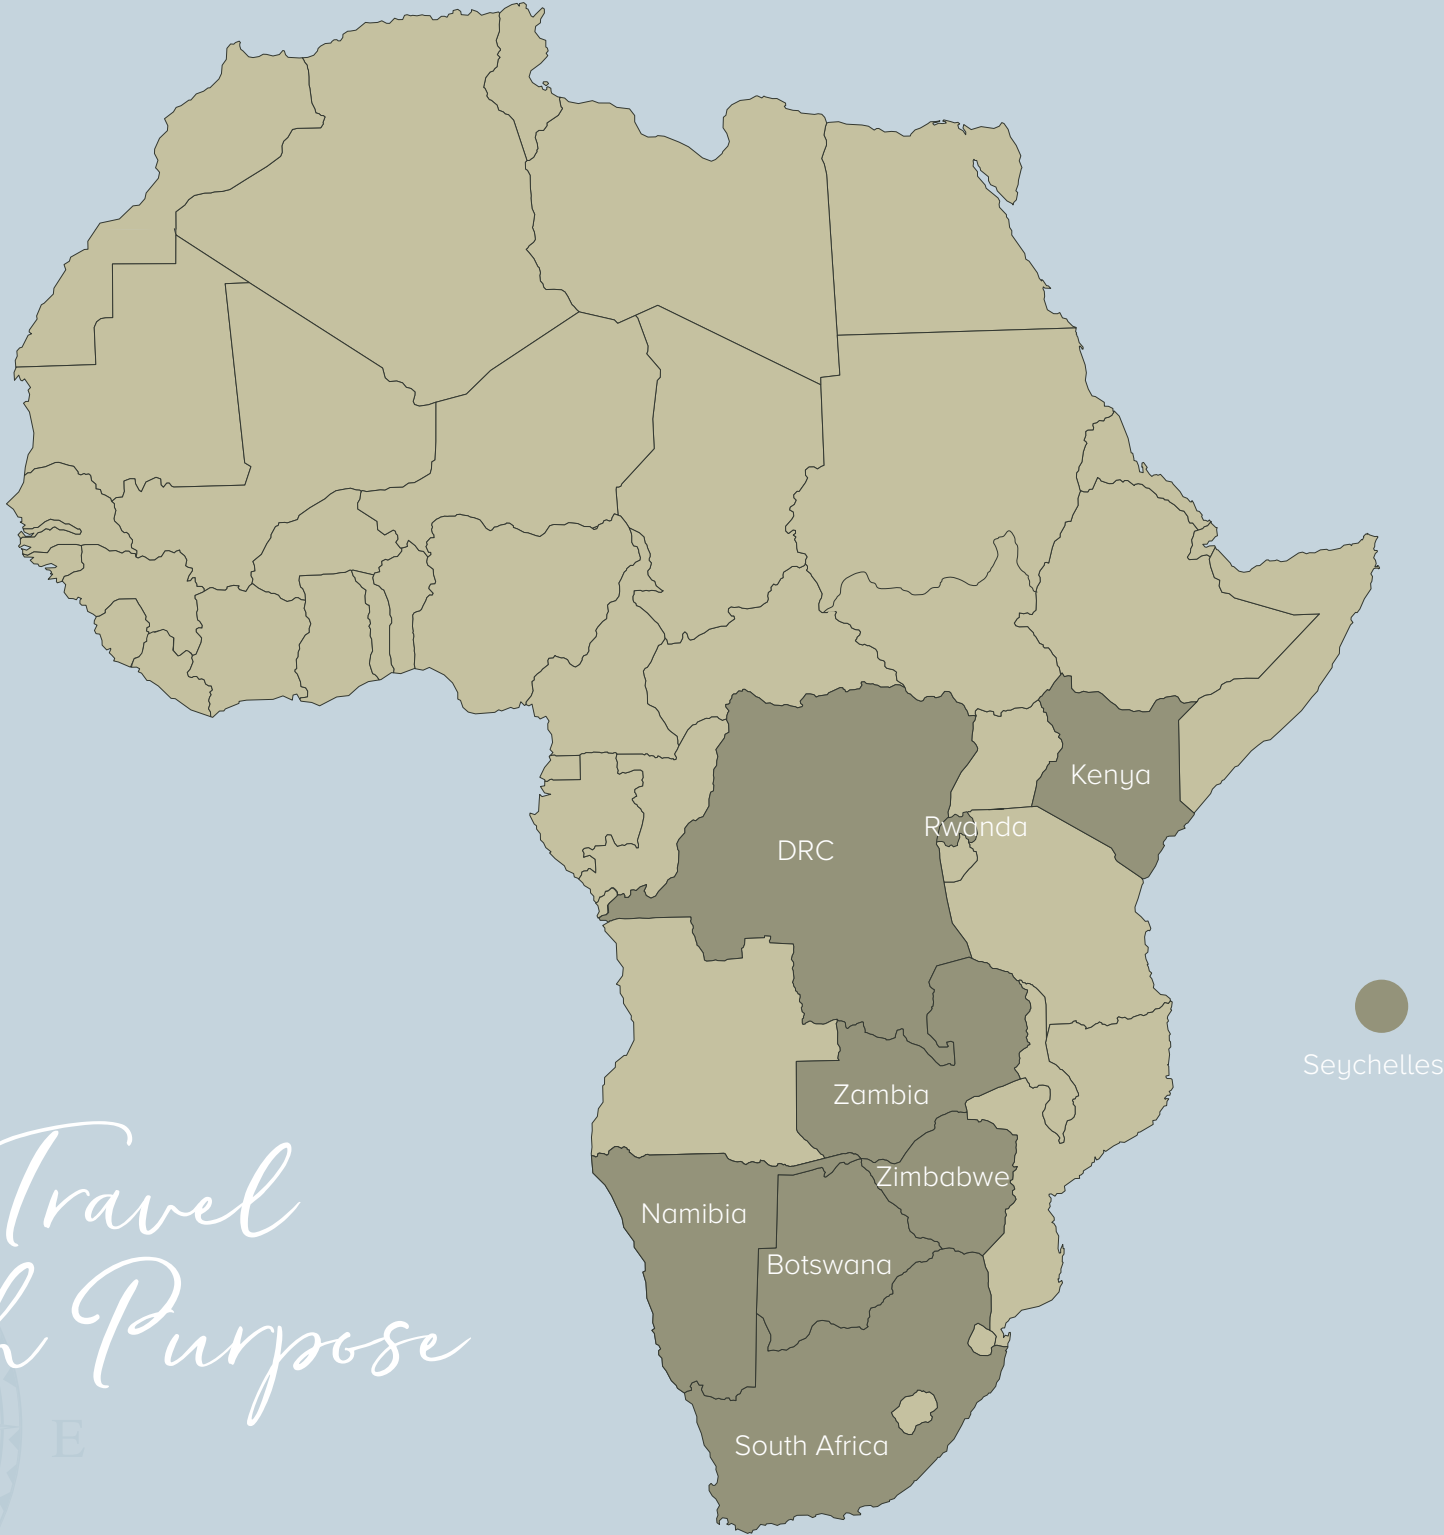 Kenya
Rwanda
DRC
Seychelles
Zambia
Zimbabwe
Namibia
Botswana
South Africa
Travel
h Purpose
E